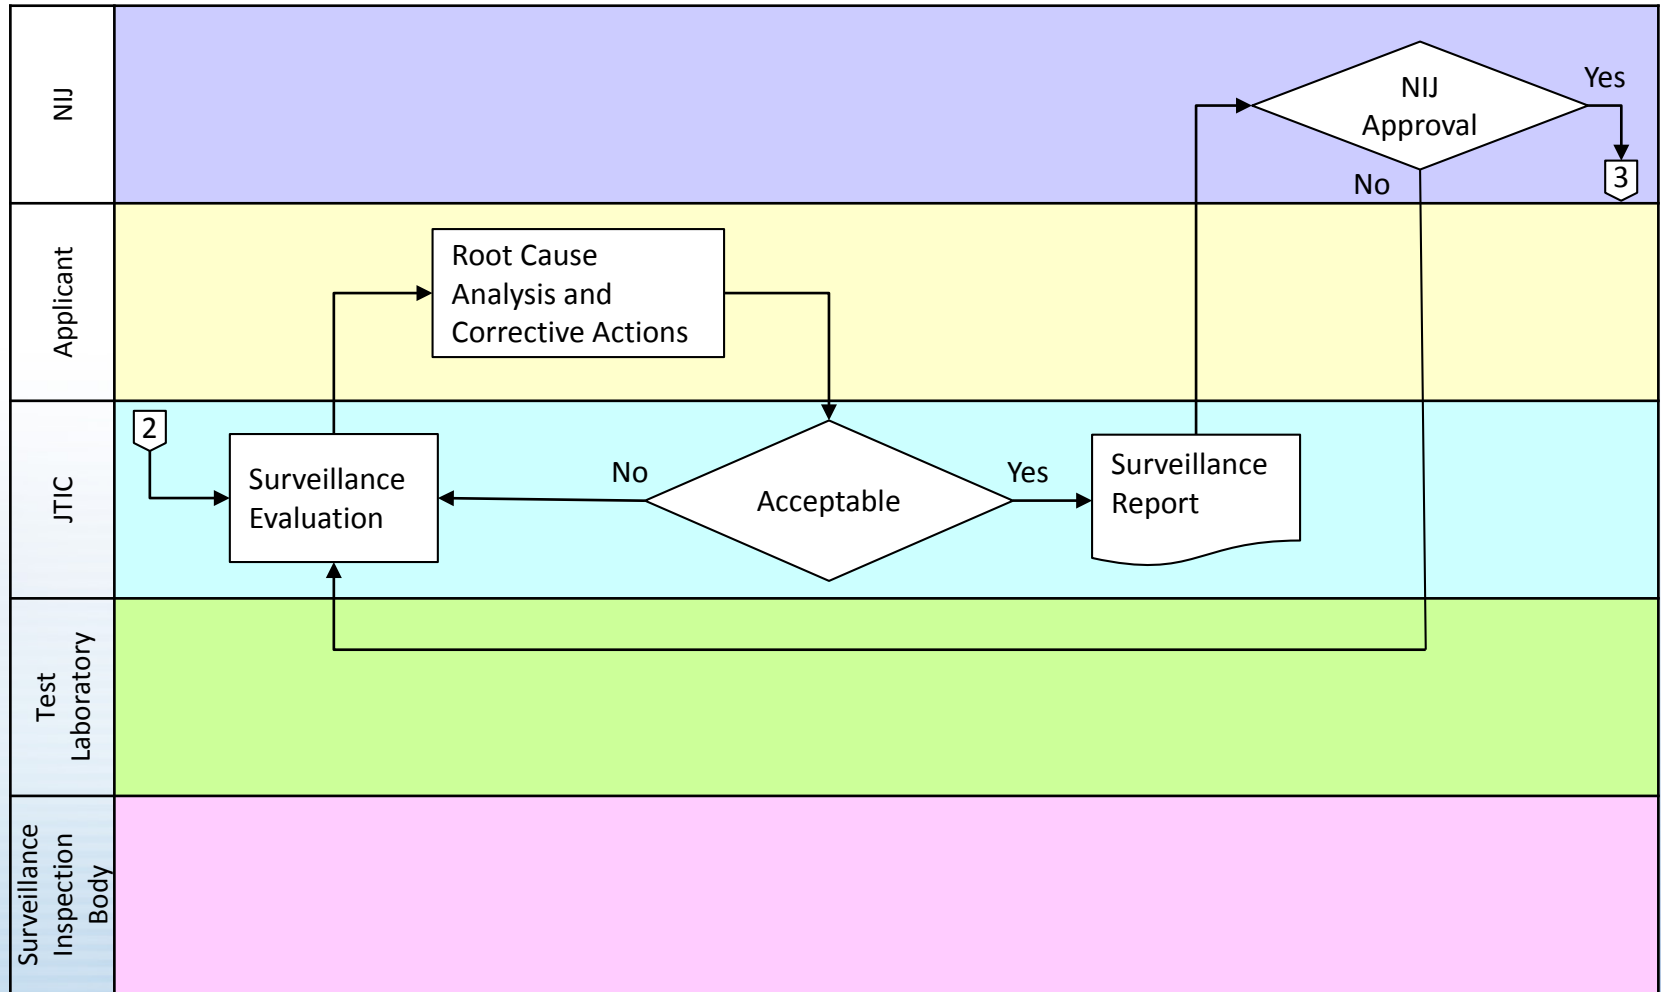 NIJ
NIJ
Approval
Yes
No
3
Applicant
Root Cause
Analysis and
Corrective Actions
JTIC
2
Surveillance
Evaluation
No
Acceptable
Yes
Surveillance
Report
Test
Laboratory
Surveillance
Inspection
Body